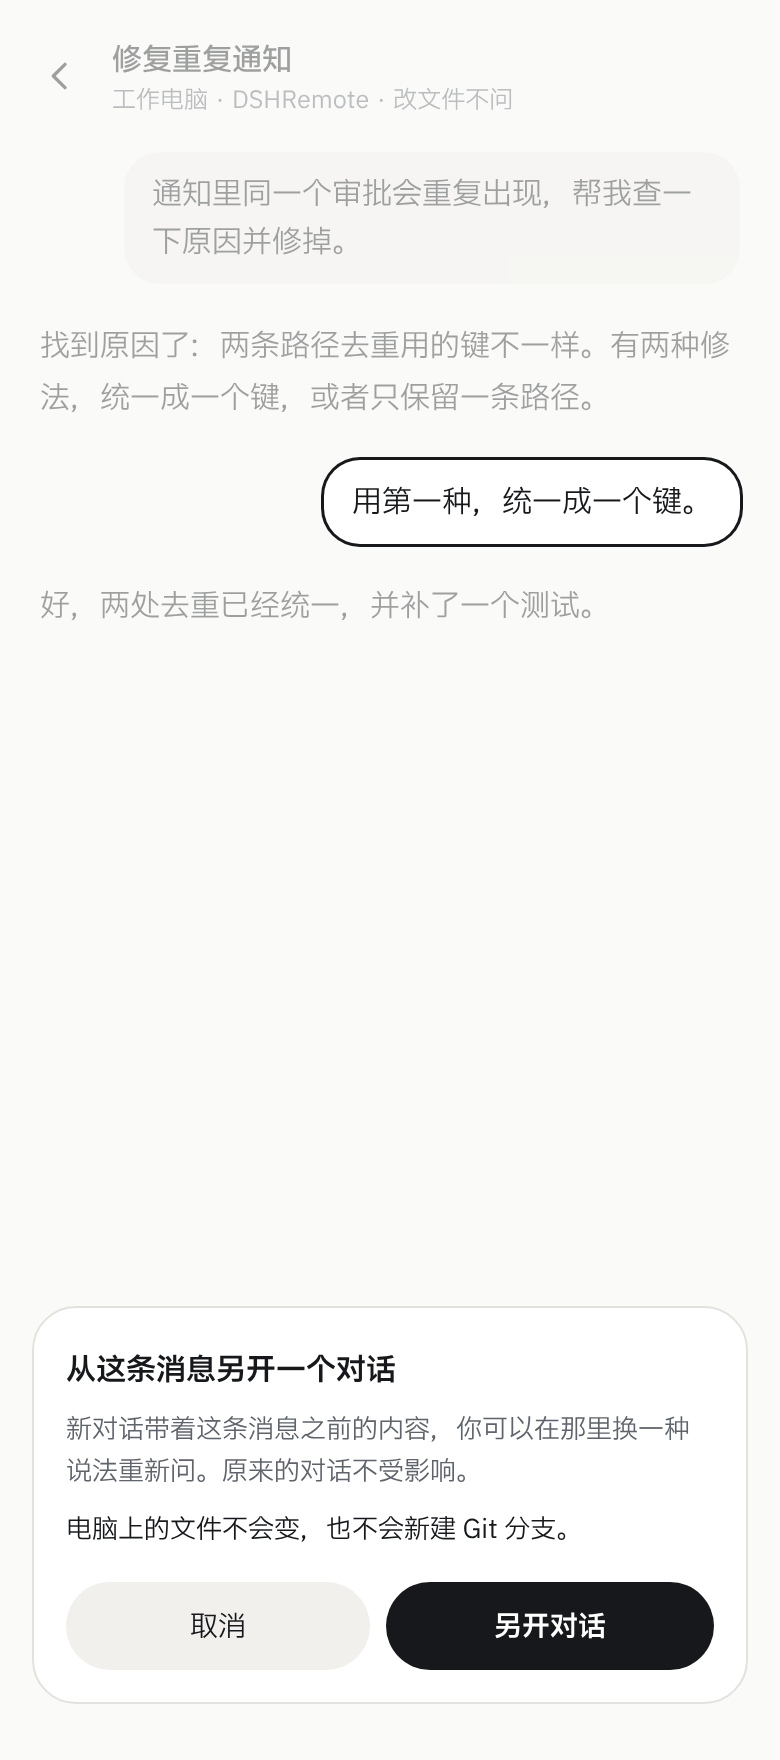 修复重复通知
工作电脑 · DSHRemote · 改文件不问
通知里同一个审批会重复出现，帮我查一
下原因并修掉。
找到原因了：两条路径去重用的键不一样。有两种修
法，统一成一个键，或者只保留一条路径。
用第一种，统一成一个键。
好，两处去重已经统一，并补了一个测试。
从这条消息另开一个对话
新对话带着这条消息之前的内容，你可以在那里换一种
说法重新问。原来的对话不受影响。
电脑上的文件不会变，也不会新建 Git 分支。
取消
另开对话